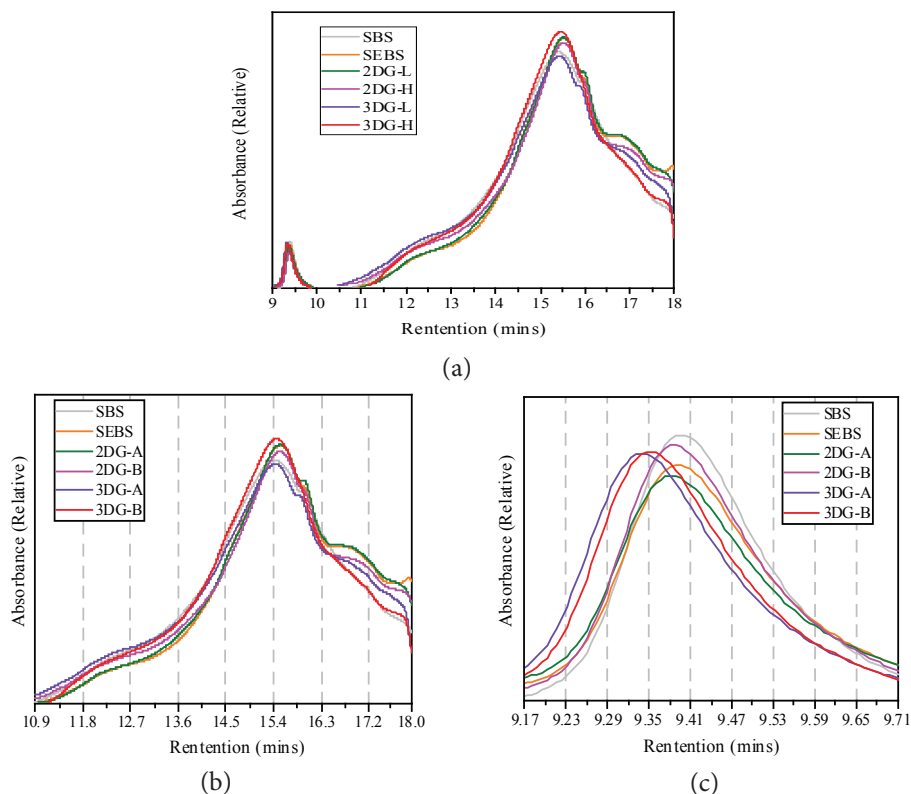 Absorbance (Relative)
SBS
SEBS
2DG-L
2DG-H
3DG-L
3DG-H
9 10 11 12 13 14 15 16 17 18
Rentention (mins)
(a)
Absorbance (Relative)
SBS
SEBS
2DG-A
2DG-B
3DG-A
3DG-B
10.9 11.8 12.7 13.6 14.5 15.4 16.3 17.2 18.0
Rentention (mins)
(b)
Absorbance (Relative)
SBS
SEBS
2DG-A
2DG-B
3DG-A
3DG-B
9.17 9.23 9.29 9.35 9.41 9.47 9.53 9.59 9.65 9.71
Rentention (mins)
(c)